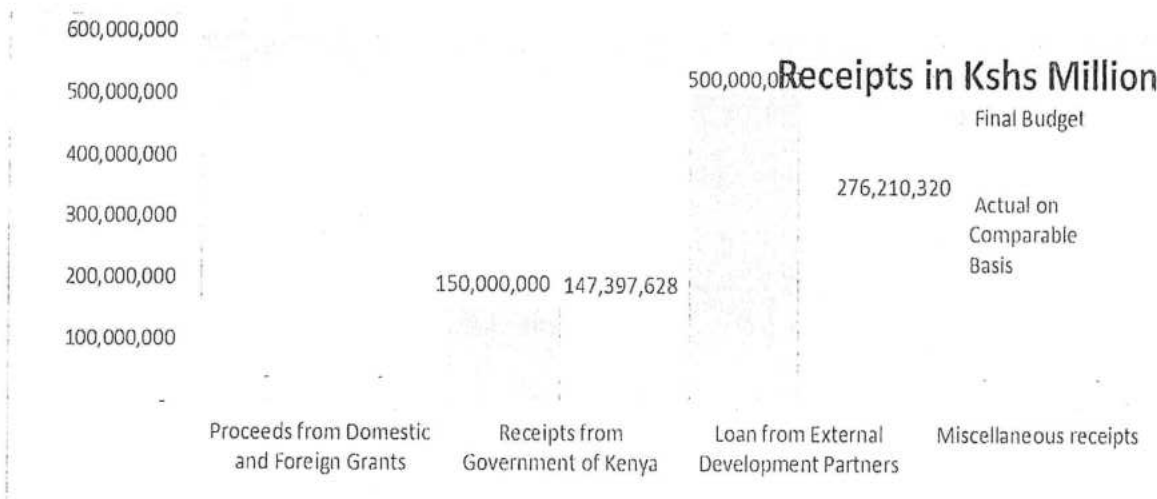 Receipts in Kshs Million
600,000,000
500,000,000
400,000,000
300,000,000
200,000,000
100,000,000
-
-
-
150,000,000
147,397,628
276,210,320
-
-
Final Budget
Actual on
Comparable
Basis
Proceeds from Domestic
and Foreign Grants
Receipts from
Government of Kenya
Loan from External
Development Partners
Miscellaneous receipts